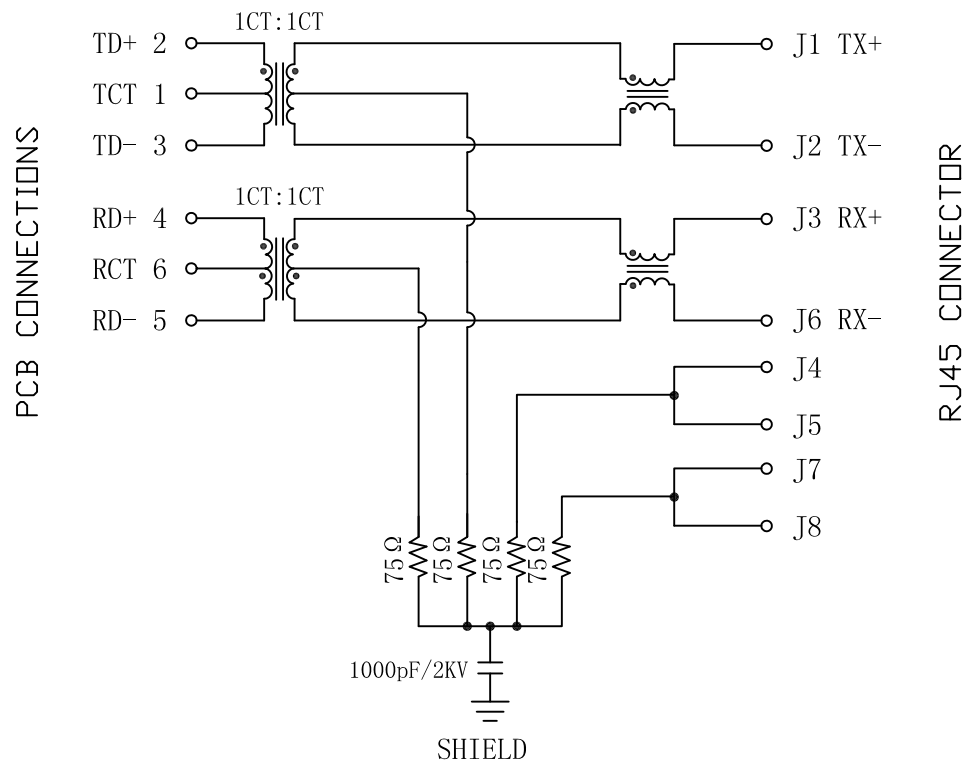 1CT:1CT
TD+ 2
TCT 1
TD- 3
J1 TX+
J2 TX-
1CT:1CT
RD+ 4
RCT 6
RD- 5
J3 RX+
J6 RX-
J4
J5
J7
J8
PCB CONNECTIONS
RJ45 CONNECTOR
75Ω
75Ω
75Ω
75Ω
1000pF/2KV
SHIELD